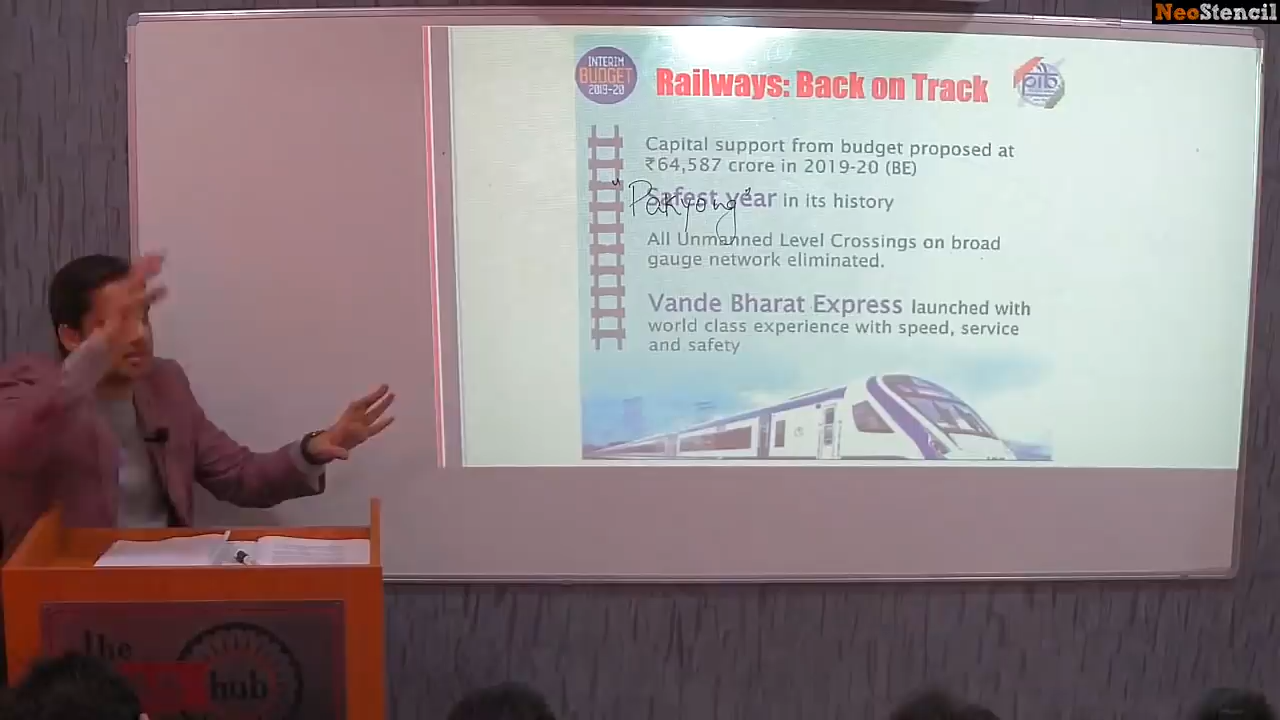 NeoStencil
INTERIM
BUDGET
2019-20
Railways: Back on Track
pib
Capital support from budget proposed at
₹64,587 crore in 2019-20 (BE)
Safest year in its history
"Pakyong"
All Unmanned Level Crossings on broad
gauge network eliminated.
Vande Bharat Express launched with
world class experience with speed, service
and safety
the
hub